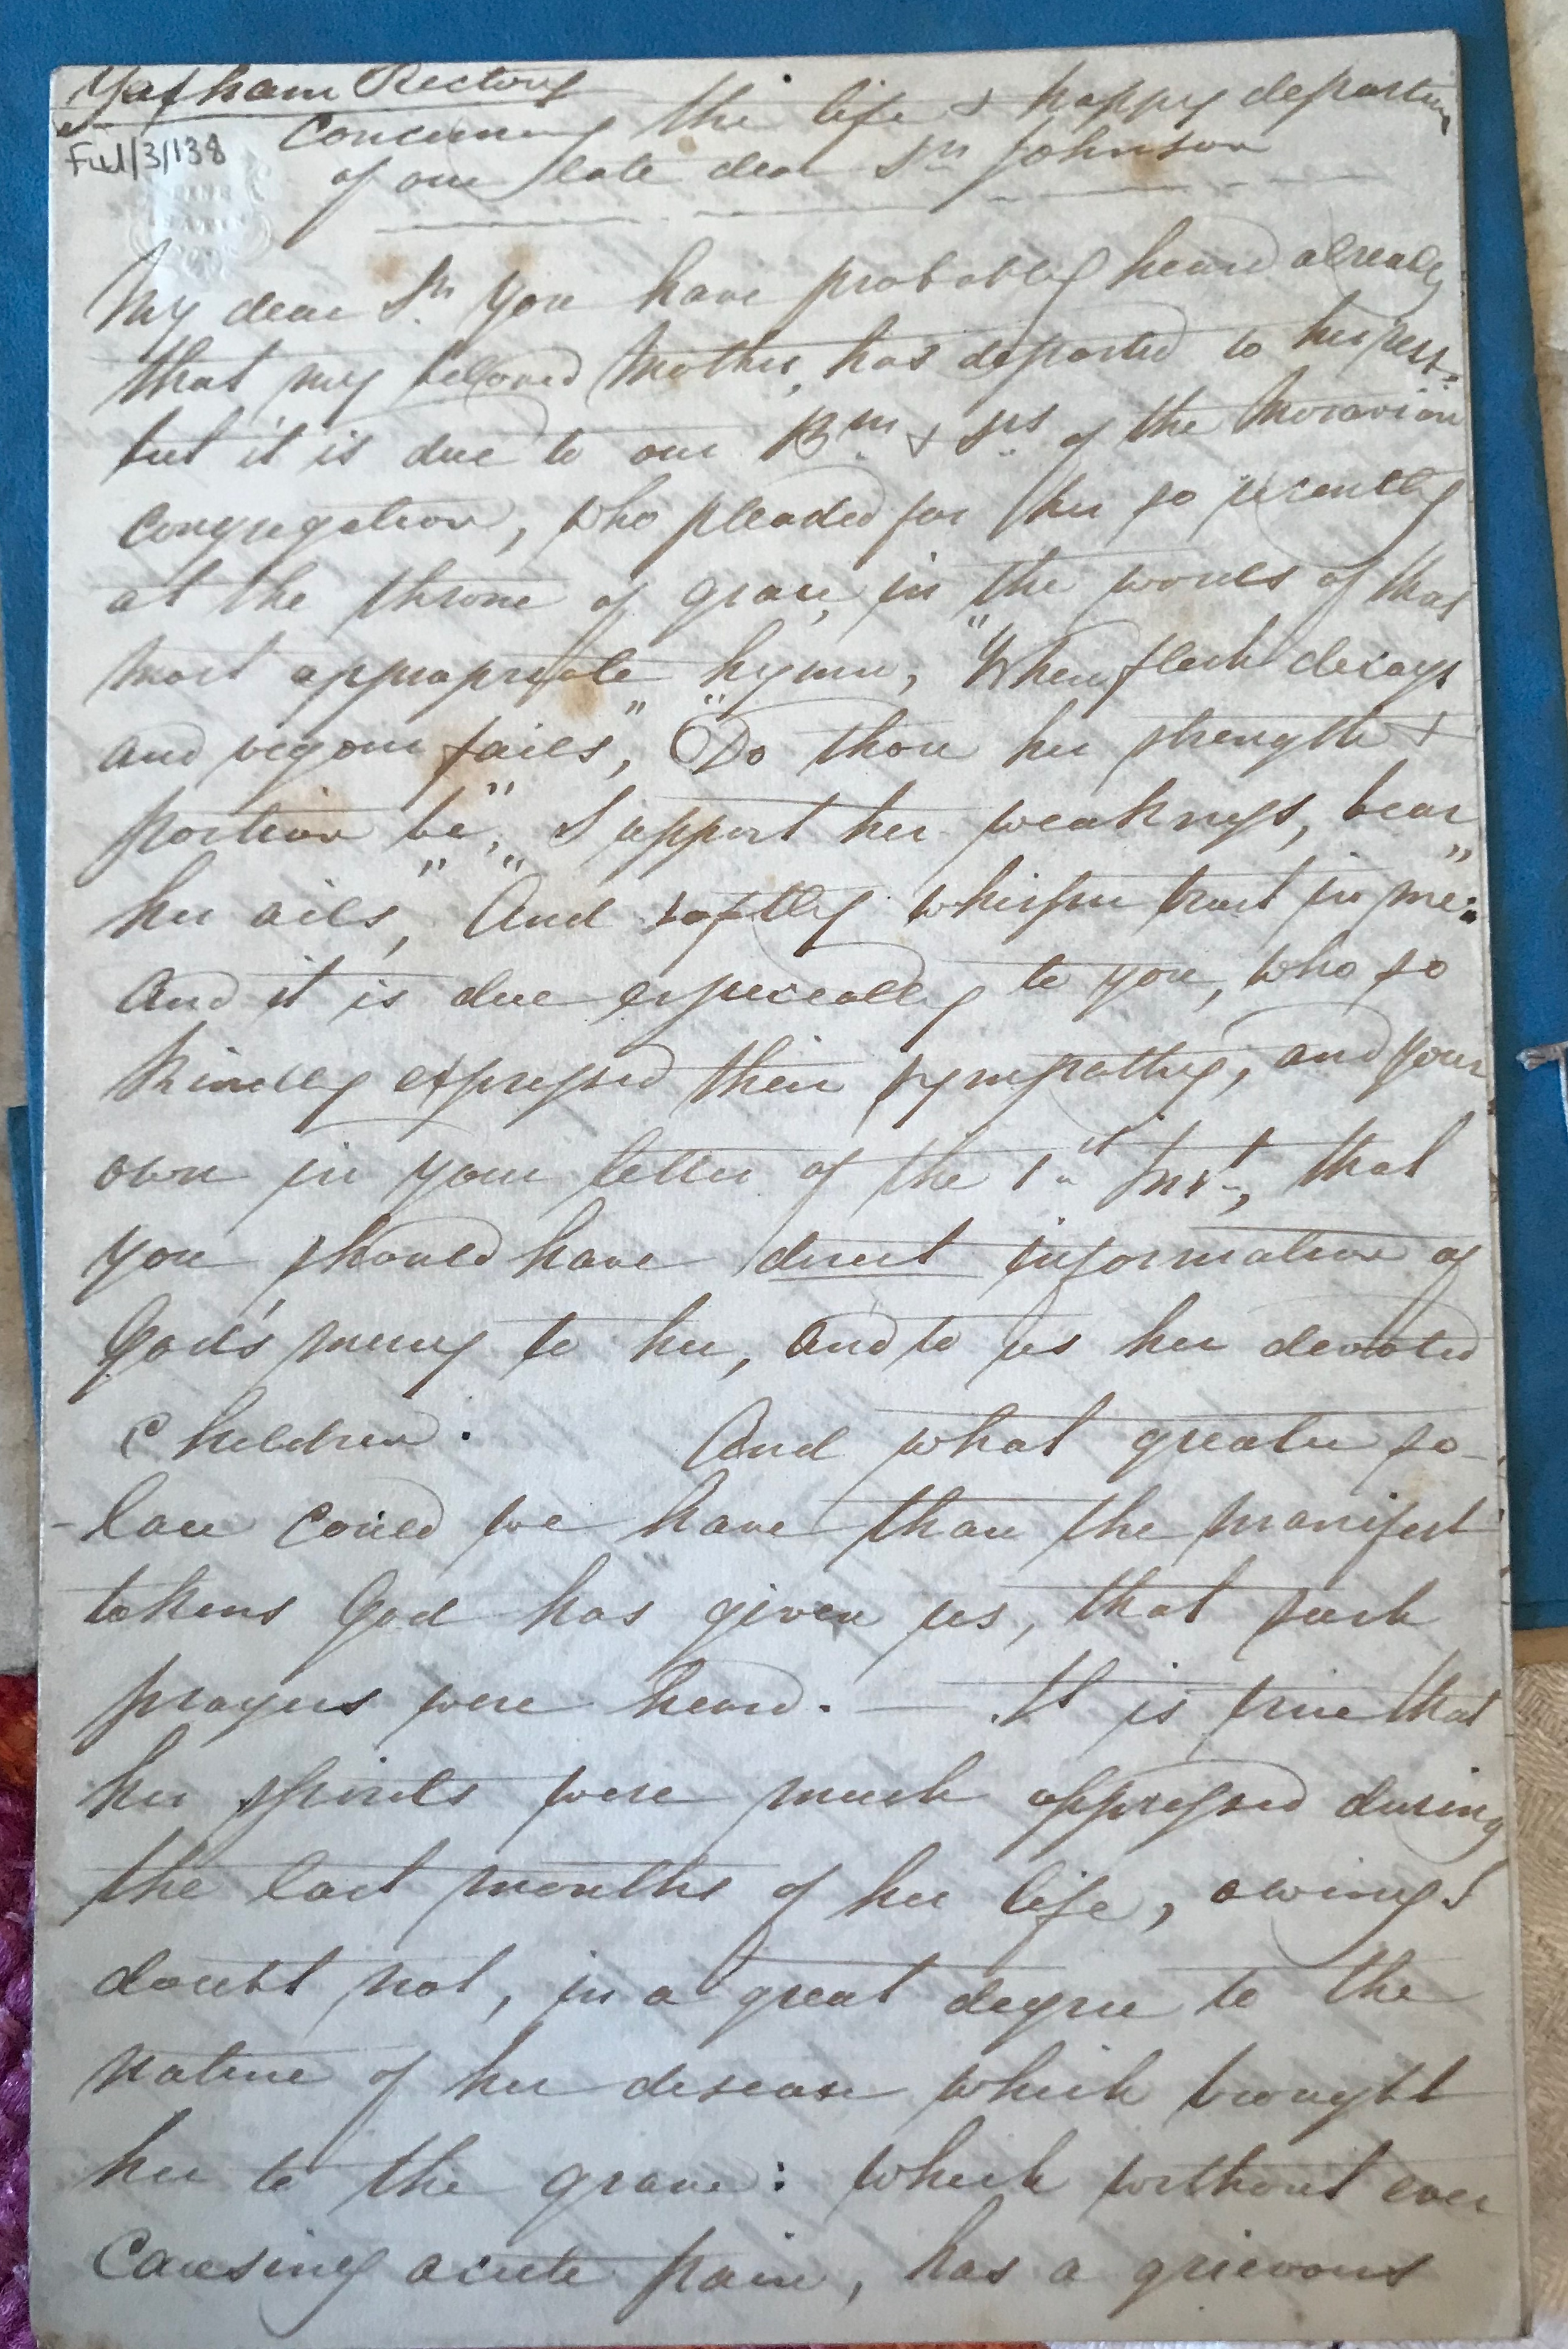 Yaxham Rectory
Concerning the life & happy departure
Ful/3/138
of our late dear Sr. Johnson
My dear Sr. You have probably heard already
that my beloved Mother, has departed to her rest.
but it is due to our Brn. & Srs. of the Moravian
Congregation, who pleaded for her so recently
at the throne of grace, in the words of that
most appropriate hymn, "When flesh decays
and vigour fails", "Do thou her strength &
portion be", Support her weakness, bear
her ails", "And softly whisper trust in me":
And it is due especially to you, who so
kindly expressed their sympathy, and your
own in your letter of the 1st Inst., that
you should have direct information of
God's mercy to her, and to us her devoted
Children. And what greater so-
-lace could we have than the manifest
tokens God has given us, that such
prayers were heard. — It is true that
her spirits were much oppressed during
the last months of her life, owing I
doubt not, in a great degree to the
nature of her disease which brought
her to the grave: which without ever
Causing acute pain, has a grievous